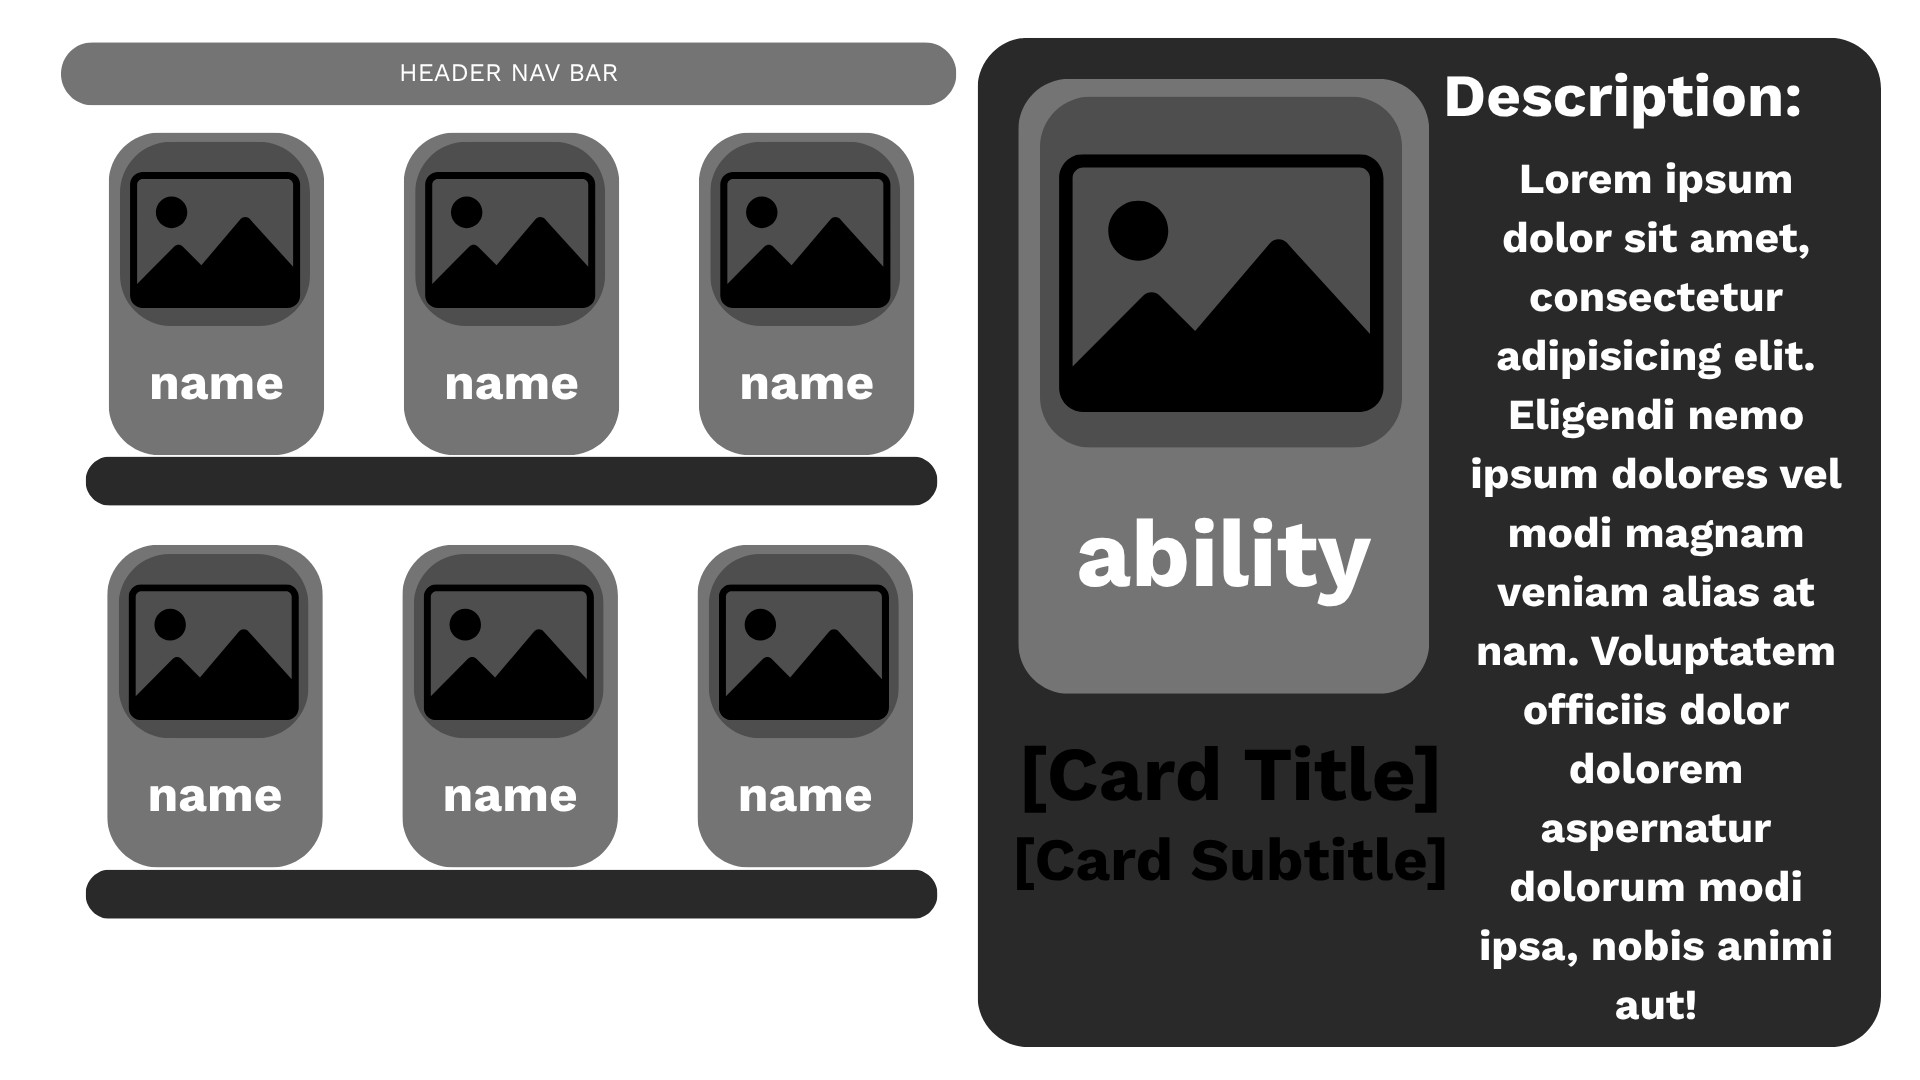 HEADER NAV BAR
name
name
name
name
name
name
ability
[Card Title]
[Card Subtitle]
Description:
Lorem ipsum
dolor sit amet,
consectetur
adipisicing elit.
Eligendi nemo
ipsum dolores vel
modi magnam
veniam alias at
nam. Voluptatem
officiis dolor
dolorem
aspernatur
dolorum modi
ipsa, nobis animi
aut!